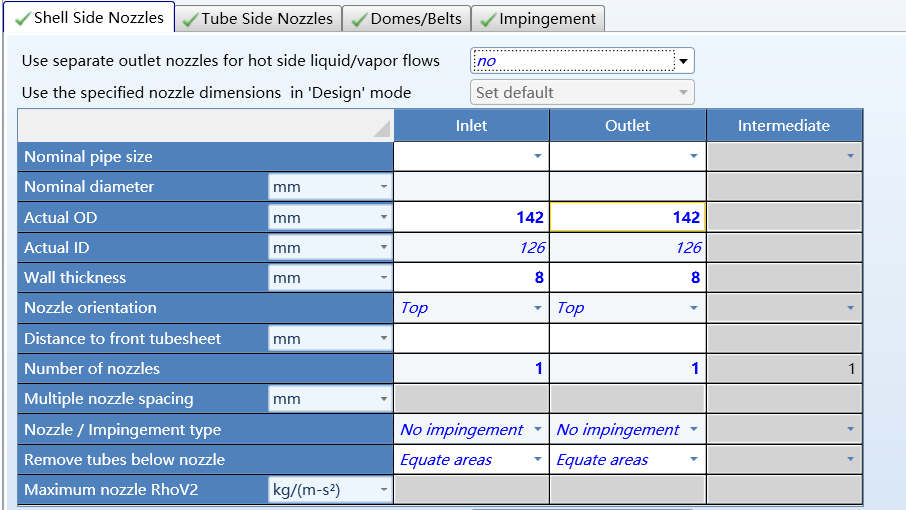 Shell Side Nozzles Tube Side Nozzles Domes/Belts Impingement
Use separate outlet nozzles for hot side liquid/vapor flows no
Use the specified nozzle dimensions in 'Design' mode Set default
Inlet Outlet Intermediate
Nominal pipe size
Nominal diameter mm
Actual OD mm 142 142
Actual ID mm 126 126
Wall thickness mm 8 8
Nozzle orientation Top Top
Distance to front tubesheet mm
Number of nozzles 1 1 1
Multiple nozzle spacing mm
Nozzle / Impingement type No impingement No impingement
Remove tubes below nozzle Equate areas Equate areas
Maximum nozzle RhoV2 kg/(m-s²)